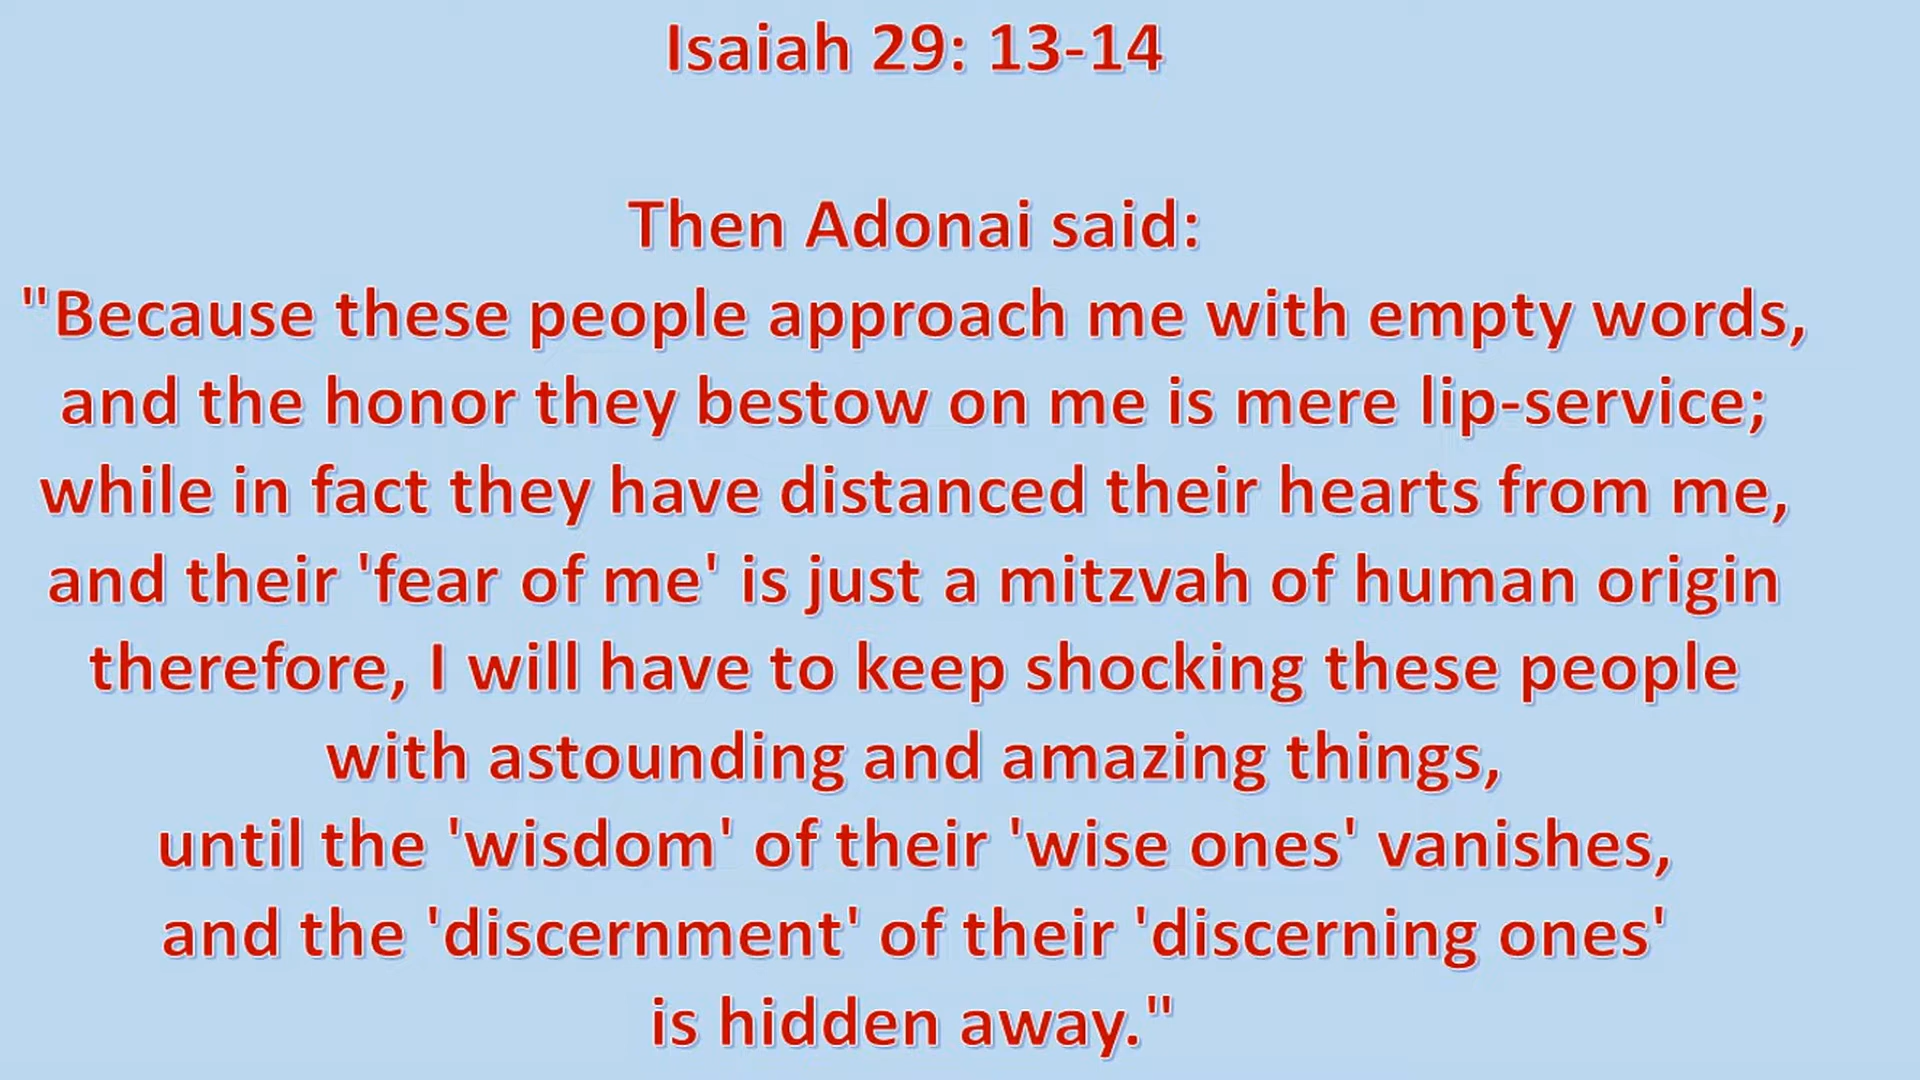 Isaiah 29: 13-14
Then Adonai said:
"Because these people approach me with empty words,
and the honor they bestow on me is mere lip-service;
while in fact they have distanced their hearts from me,
and their 'fear of me' is just a mitzvah of human origin
therefore, I will have to keep shocking these people
with astounding and amazing things,
until the 'wisdom' of their 'wise ones' vanishes,
and the 'discernment' of their 'discerning ones'
is hidden away."